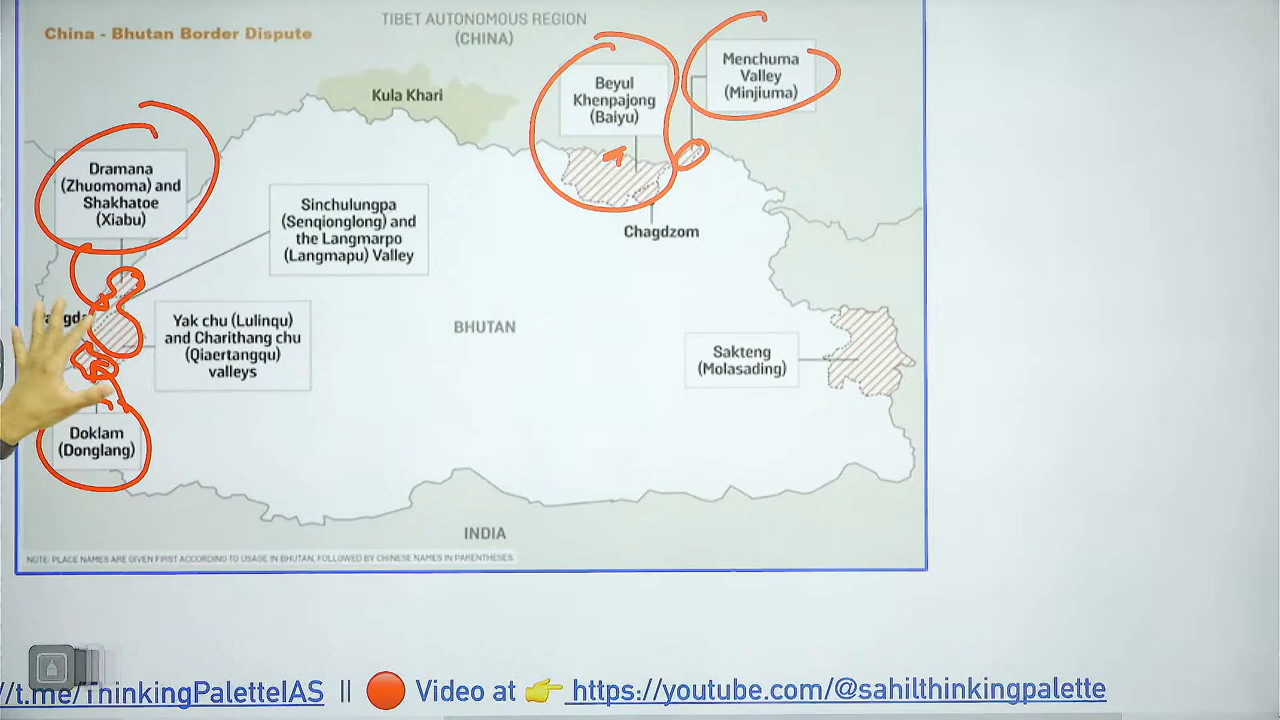 TIBET AUTONOMOUS REGION
(CHINA)
China - Bhutan Border Dispute
Kula Khari
Beyul
Khenpajong
(Baiyu)
Menchuma
Valley
(Minjiuma)
Dramana
(Zhuomoma) and
Shakhatoe
(Xiabu)
Sinchulungpa
(Senqionglong) and
the Langmarpo
(Langmapu) Valley
Chagdzom
Yak chu (Lulinqu)
and Charithang chu
(Qiaertangqu)
valleys
BHUTAN
Sakteng
(Molasading)
Doklam
(Donglang)
INDIA
NOTE: PLACE NAMES ARE GIVEN FIRST ACCORDING TO USAGE IN BHUTAN, FOLLOWED BY CHINESE NAMES IN PARENTHESES.
//t.me/ThinkingPaletteIAS || 🔴 Video at 👉 https://youtube.com/@sahilthinkingpalette